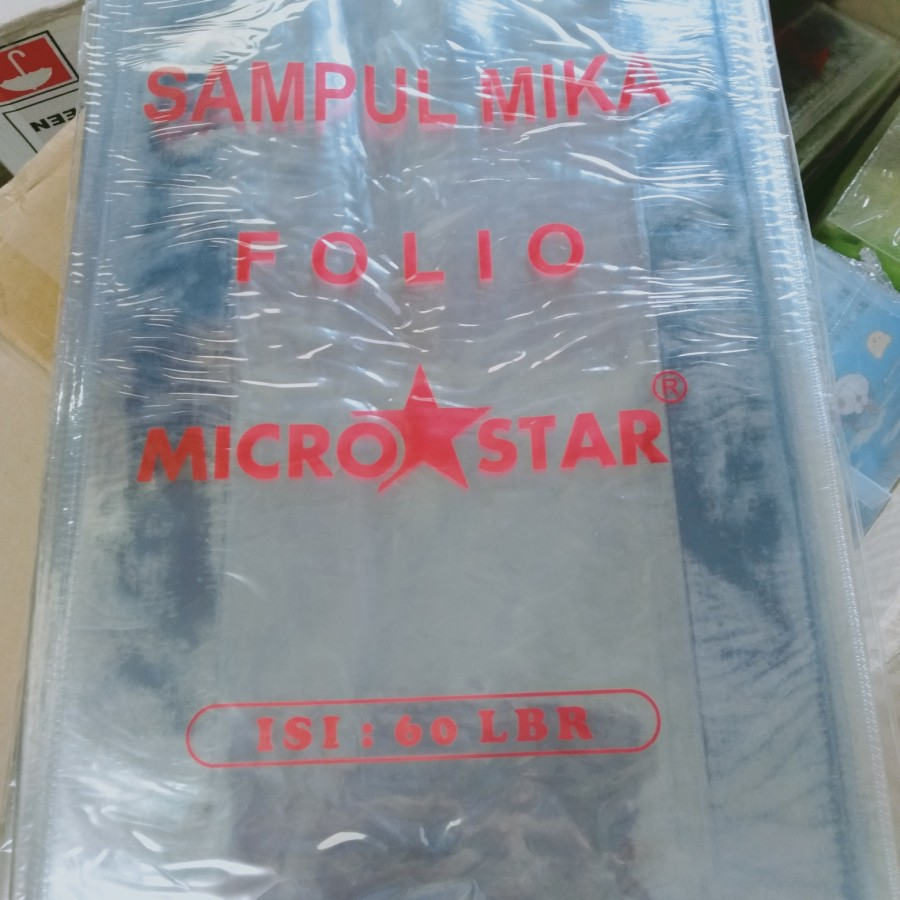 SAMPUL MIKA
FOLIO
MICRO STAR ®
ISI : 60 LBR